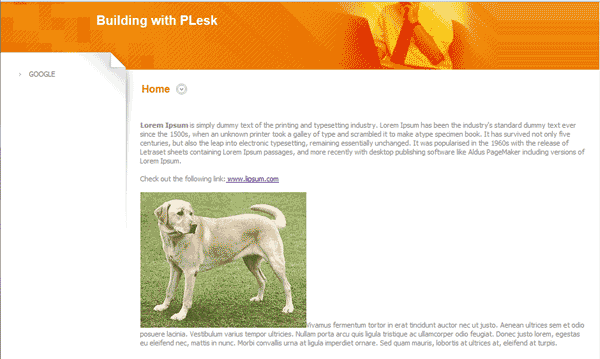 Building with PLesk
GOOGLE
Home
Lorem Ipsum is simply dummy text of the printing and typesetting industry. Lorem Ipsum has been the industry's standard dummy text ever
since the 1500s, when an unknown printer took a galley of type and scrambled it to make atype specimen book. It has survived not only five
centuries, but also the leap into electronic typesetting, remaining essentially unchanged. It was popularised in the 1960s with the release of
Letraset sheets containing Lorem Ipsum passages, and more recently with desktop publishing software like Aldus PageMaker including versions of
Lorem Ipsum.
Check out the following link: www.lipsum.com
Vivamus fermentum tortor in erat tincidunt auctor nec ut justo. Aenean ultrices sem et odio
posuere lacinia. Vestibulum varius tempor ultricies. Nullam porta arcu quis ligula tristique ac ullamcorper odio feugiat. Donec justo lorem, egestas
eu eleifend nec, mattis in nunc. Morbi convallis urna at ligula imperdiet ornare. Sed quam mauris, lobortis at ultrices at, eleifend at turpis.